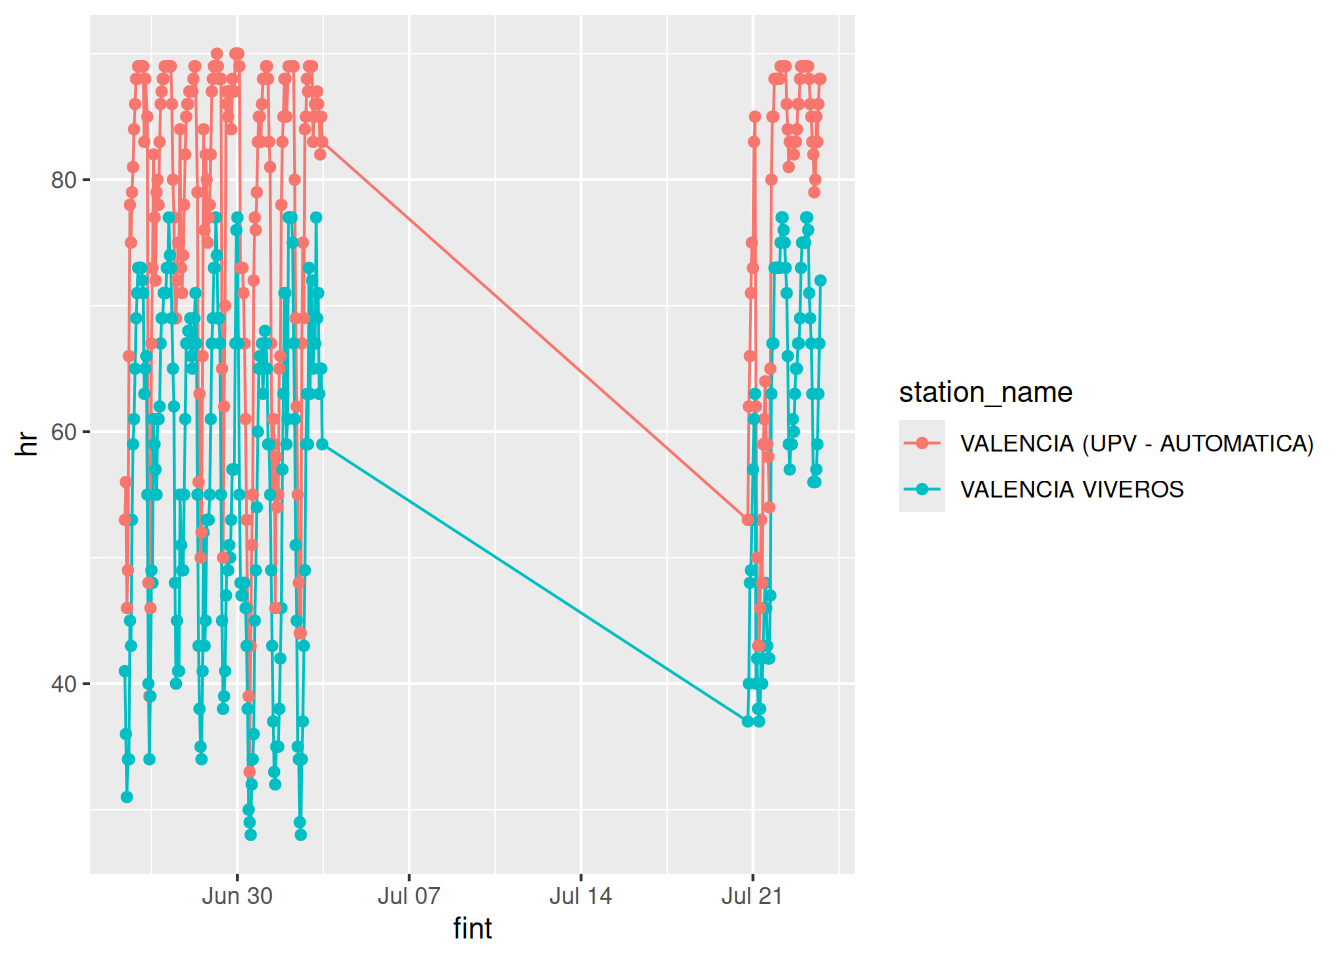 80
60
40
hr
Jun 30
Jul 07
Jul 14
Jul 21
fint
station_name
VALENCIA (UPV - AUTOMATICA)
VALENCIA VIVEROS